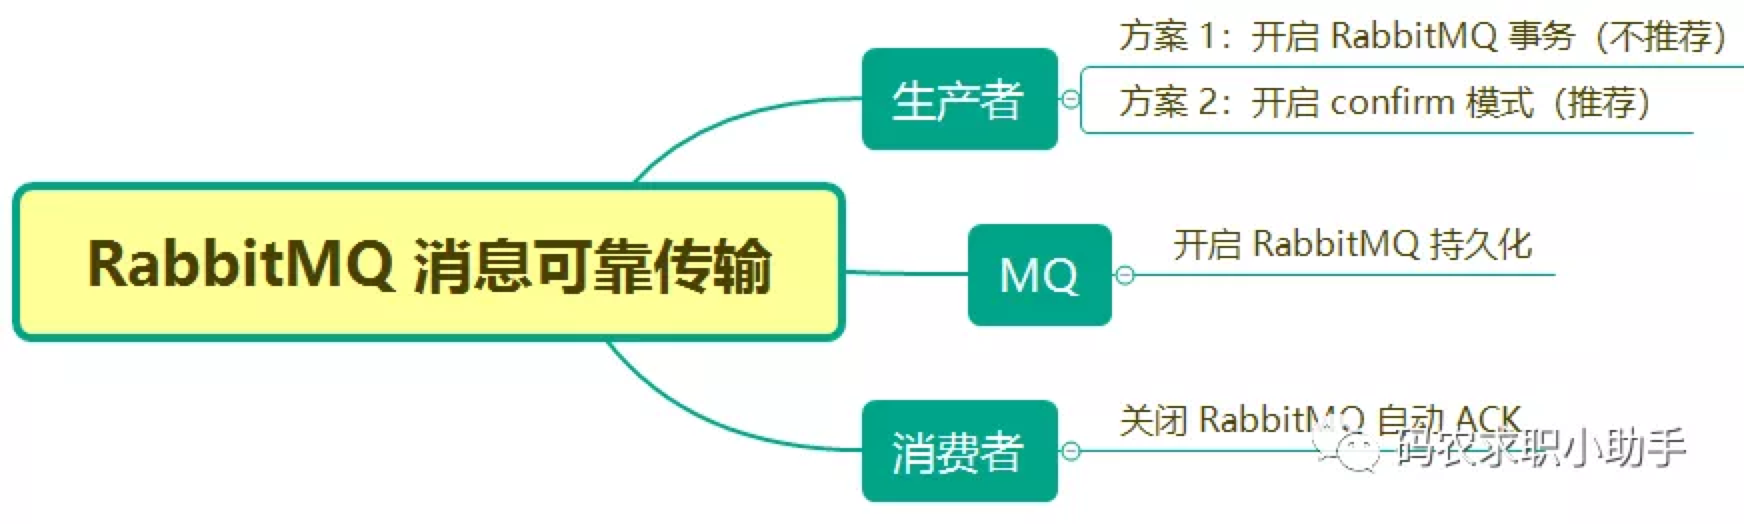 方案 1：开启 RabbitMQ 事务（不推荐）
生产者
方案 2：开启 confirm 模式（推荐）
RabbitMQ 消息可靠传输
MQ
开启 RabbitMQ 持久化
消费者
关闭 RabbitMQ 自动 ACK
码农求职小助手